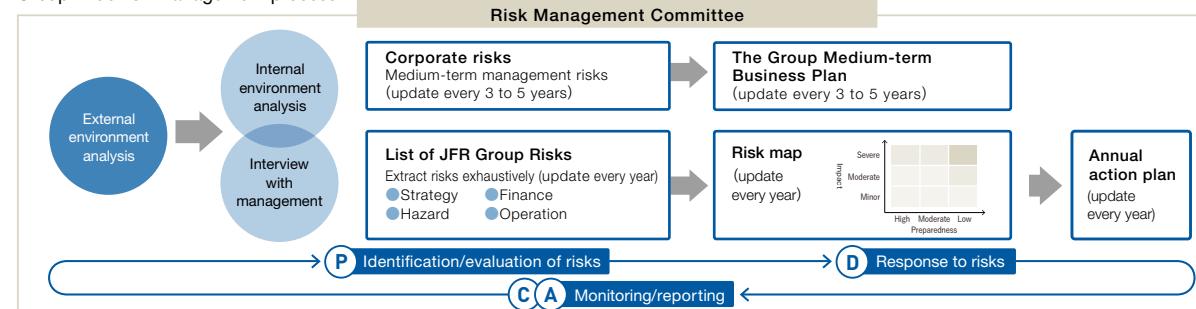 Risk Management Committee
External
environment
analysis
Internal
environment
analysis
Interview
with
management
Corporate risks
Medium-term management risks
(update every 3 to 5 years)
The Group Medium-term
Business Plan
(update every 3 to 5 years)
List of JFR Group Risks
Extract risks exhaustively (update every year)
Strategy Finance
Hazard Operation
Risk map
(update
every year)
Impact
Severe
Moderate
Minor
High Moderate Low
Preparedness
Annual
action plan
(update
every year)
P Identification/evaluation of risks
D Response to risks
C A Monitoring/reporting